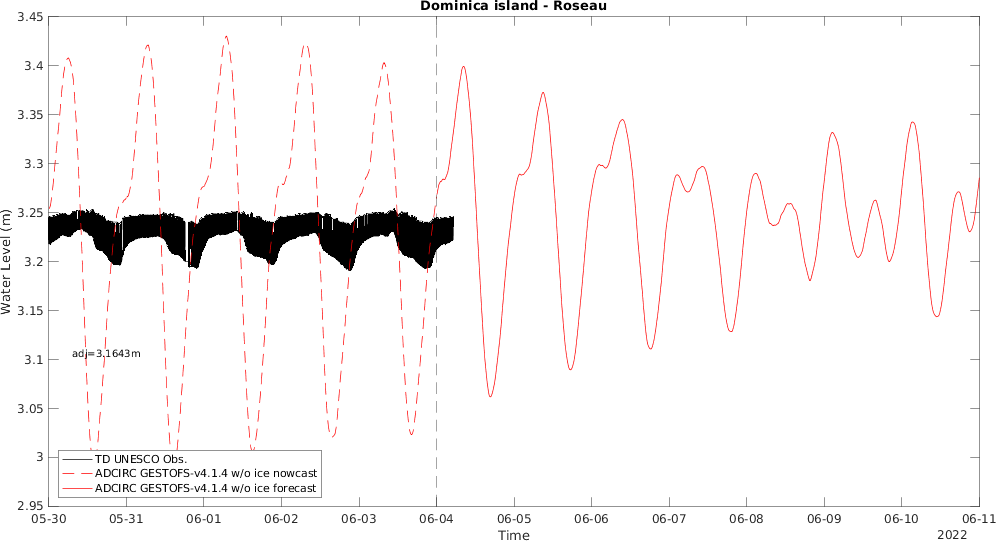 Dominica island - Roseau
3.45
3.4
3.35
3.3
3.25
3.2
3.15
3.1
3.05
3
2.95
Water Level (m)
adj=3.1643m
TD UNESCO Obs.
ADCIRC GESTOFS-v4.1.4 w/o ice nowcast
ADCIRC GESTOFS-v4.1.4 w/o ice forecast
05-30 05-31 06-01 06-02 06-03 06-04 06-05 06-06 06-07 06-08 06-09 06-10 06-11
Time
2022